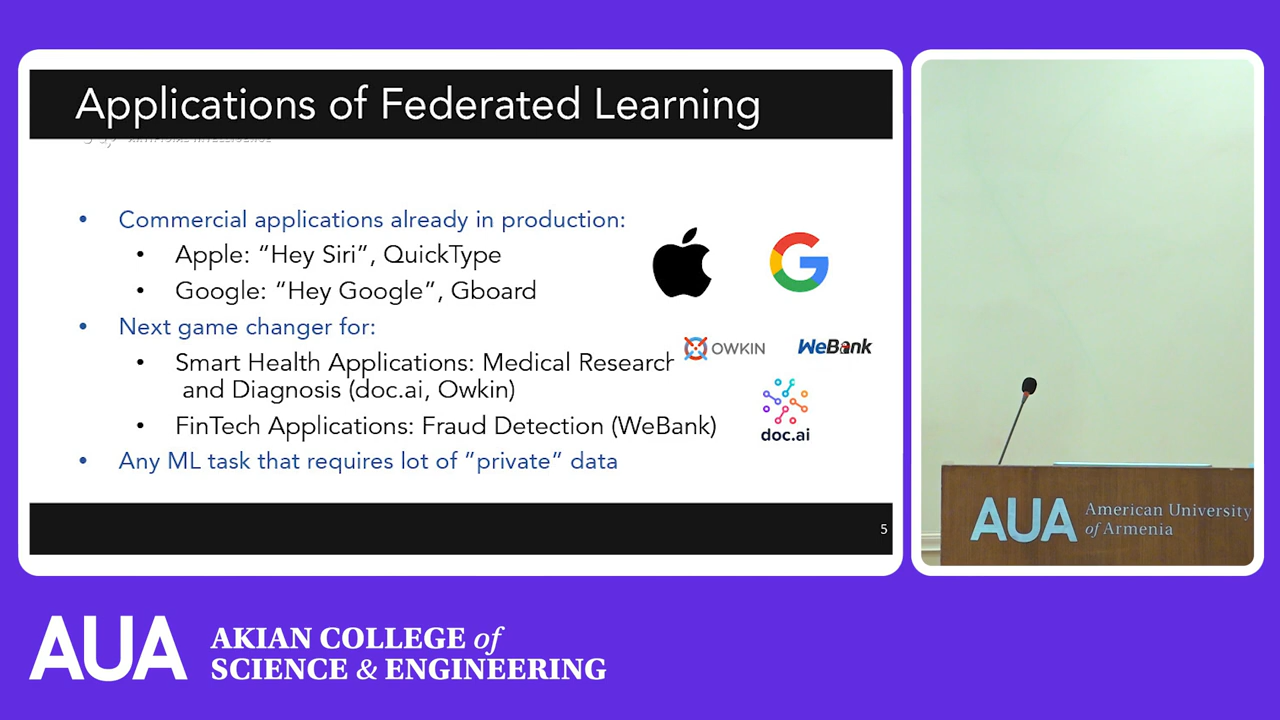 Applications of Federated Learning
• Commercial applications already in production:
• Apple: “Hey Siri”, QuickType
• Google: “Hey Google”, Gboard
• Next game changer for:
• Smart Health Applications: Medical Research
and Diagnosis (doc.ai, Owkin)
• FinTech Applications: Fraud Detection (WeBank)
• Any ML task that requires lot of “private” data
OWKIN
WeBank
doc.ai
5
AUA
American University
of Armenia
AUA
AKIAN COLLEGE of
SCIENCE & ENGINEERING